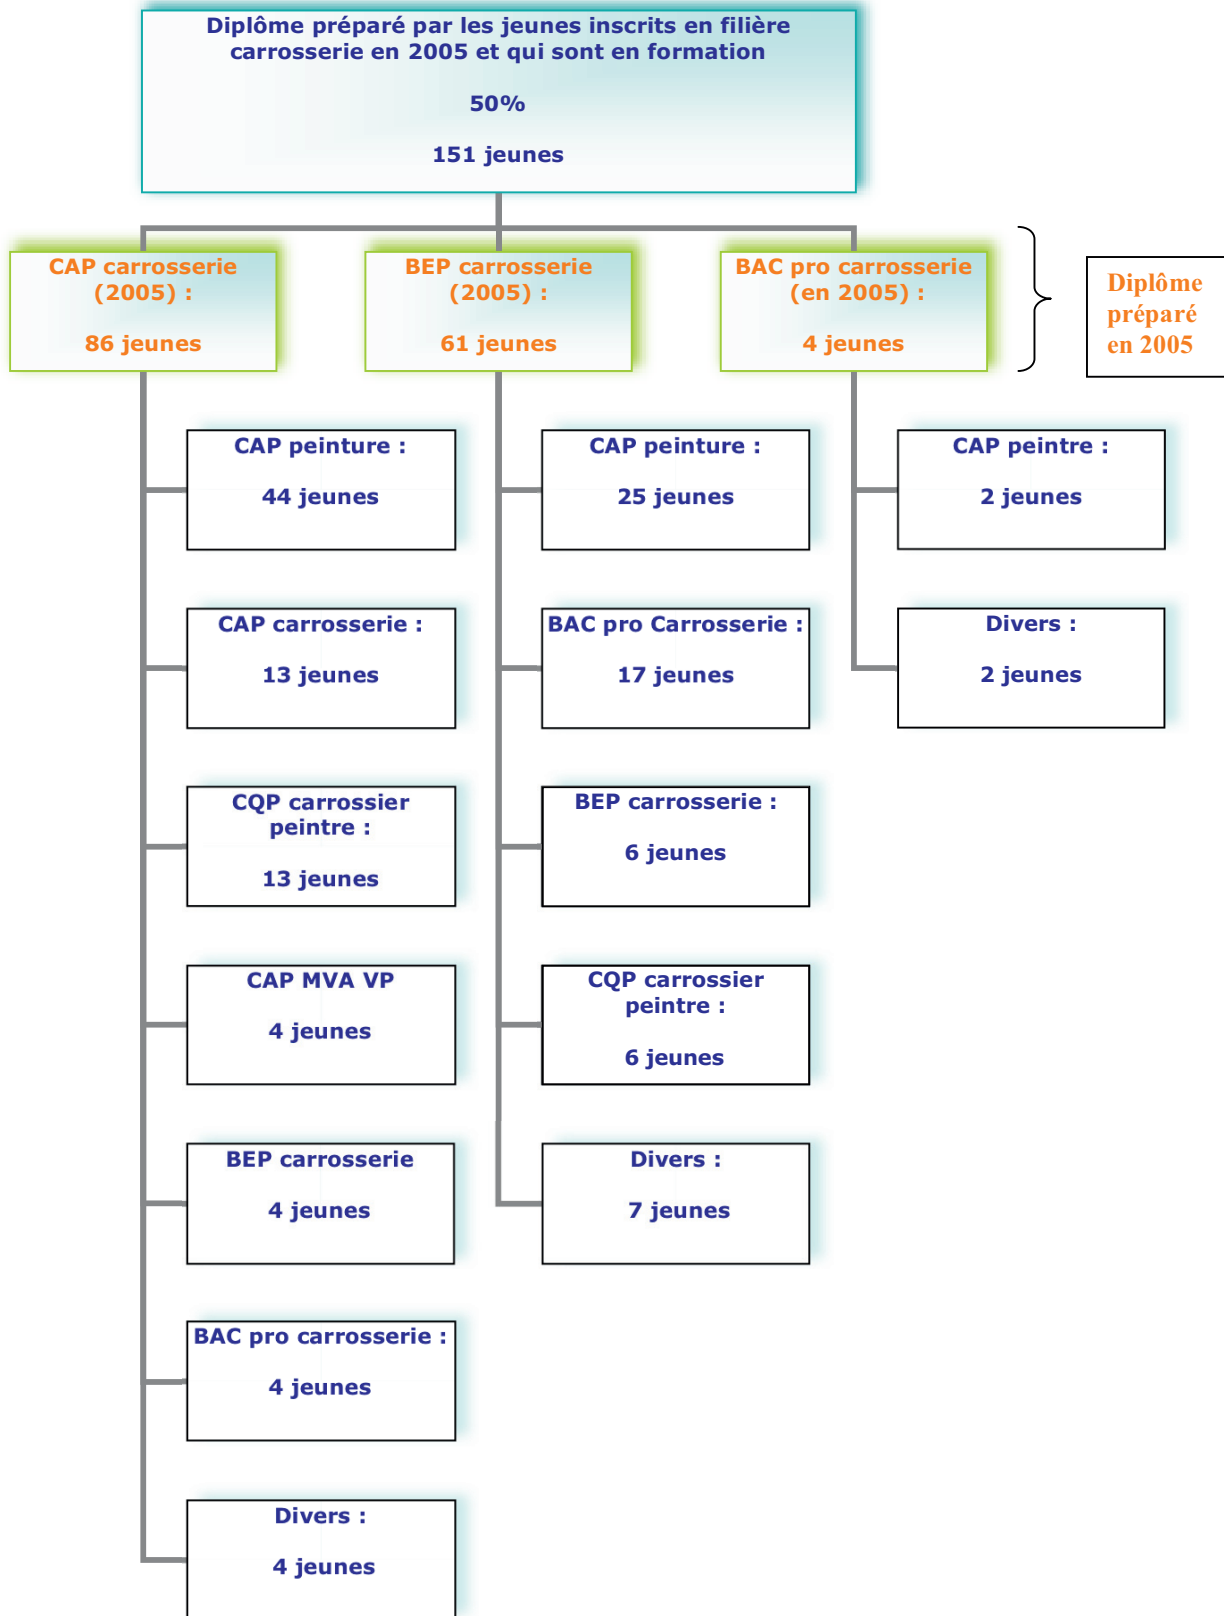 Diplôme préparé par les jeunes inscrits en filière
carrosserie en 2005 et qui sont en formation
50%
151 jeunes
CAP carrosserie
(2005) :
86 jeunes
BEP carrosserie
(2005) :
61 jeunes
BAC pro carrosserie
(en 2005) :
4 jeunes
Diplôme
préparé
en 2005
CAP peinture :
44 jeunes
CAP carrosserie :
13 jeunes
CQP carrossier
peintre :
13 jeunes
CAP MVA VP
4 jeunes
BEP carrosserie
4 jeunes
BAC pro carrosserie :
4 jeunes
Divers :
4 jeunes
CAP peinture :
25 jeunes
BAC pro Carrosserie :
17 jeunes
BEP carrosserie :
6 jeunes
CQP carrossier
peintre :
6 jeunes
Divers :
7 jeunes
CAP peintre :
2 jeunes
Divers :
2 jeunes